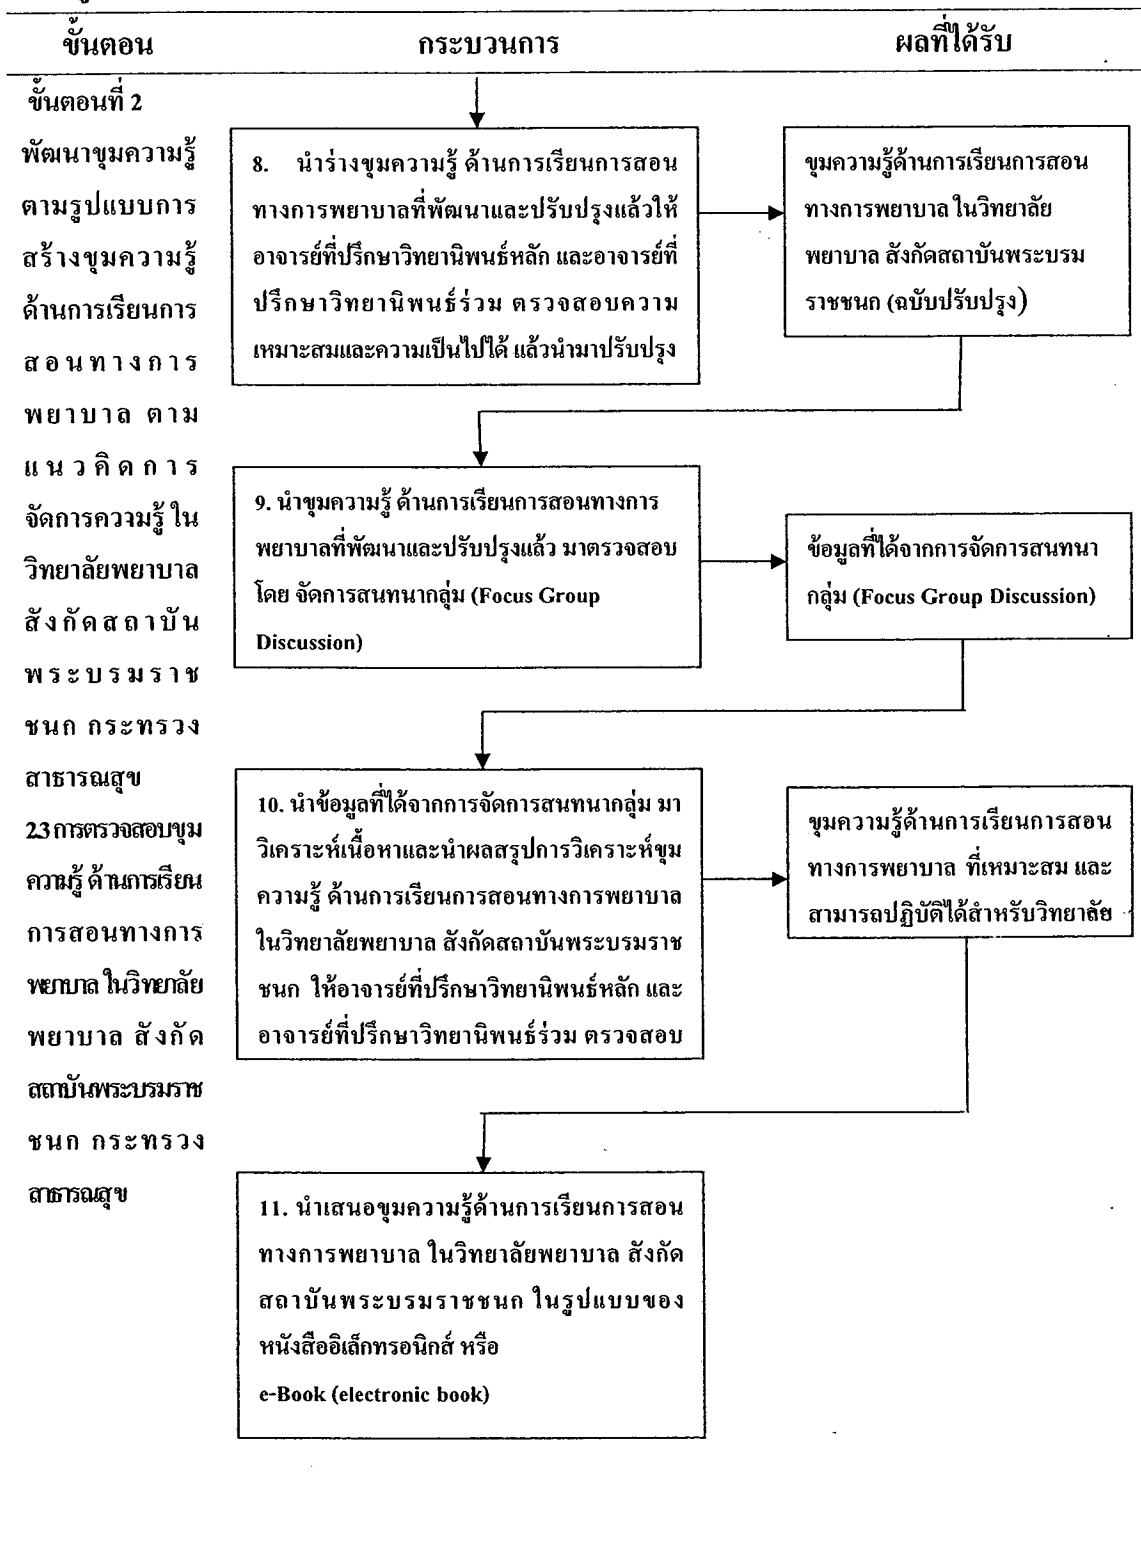 ขั้นตอน
กระบวนการ
ผลที่ได้รับ
ขั้นตอนที่ 2
พัฒนาขุมความรู้
ตามรูปแบบการ
สร้างขุมความรู้
ด้านการเรียนการ
สอนทางการ
พยาบาล ตาม
แนวคิดการ
จัดการความรู้ ใน
วิทยาลัยพยาบาล
สังกัดสถาบัน
พระบรมราช
ชนก กระทรวง
สาธารณสุข
2.3 การตรวจสอบขุม
ความรู้ ด้านการเรียน
การสอนทางการ
พยาบาล ในวิทยาลัย
พยาบาล สังกัด
สถาบันพระบรมราช
ชนก กระทรวง
สาธารณสุข
8. นำร่างขุมความรู้ ด้านการเรียนการสอน
ทางการพยาบาลที่พัฒนาและปรับปรุงแล้วให้
อาจารย์ที่ปรึกษาวิทยานิพนธ์หลัก และอาจารย์ที่
ปรึกษาวิทยานิพนธ์ร่วม ตรวจสอบความ
เหมาะสมและความเป็นไปได้ แล้วนำมาปรับปรุง
ขุมความรู้ด้านการเรียนการสอน
ทางการพยาบาล ในวิทยาลัย
พยาบาล สังกัดสถาบันพระบรม
ราชชนก (ฉบับปรับปรุง)
9. นำขุมความรู้ ด้านการเรียนการสอนทางการ
พยาบาลที่พัฒนาและปรับปรุงแล้ว มาตรวจสอบ
โดย จัดการสนทนากลุ่ม (Focus Group
Discussion)
ข้อมูลที่ได้จากการจัดการสนทนา
กลุ่ม (Focus Group Discussion)
10. นำข้อมูลที่ได้จากการจัดการสนทนากลุ่ม มา
วิเคราะห์เนื้อหาและนำผลสรุปการวิเคราะห์ขุม
ความรู้ ด้านการเรียนการสอนทางการพยาบาล
ในวิทยาลัยพยาบาล สังกัดสถาบันพระบรมราช
ชนก ให้อาจารย์ที่ปรึกษาวิทยานิพนธ์หลัก และ
อาจารย์ที่ปรึกษาวิทยานิพนธ์ร่วม ตรวจสอบ
ขุมความรู้ด้านการเรียนการสอน
ทางการพยาบาล ที่เหมาะสม และ
สามารถปฏิบัติได้สำหรับวิทยาลัย
11. นำเสนอขุมความรู้ด้านการเรียนการสอน
ทางการพยาบาล ในวิทยาลัยพยาบาล สังกัด
สถาบันพระบรมราชชนก ในรูปแบบของ
หนังสืออิเล็กทรอนิกส์ หรือ
e-Book (electronic book)